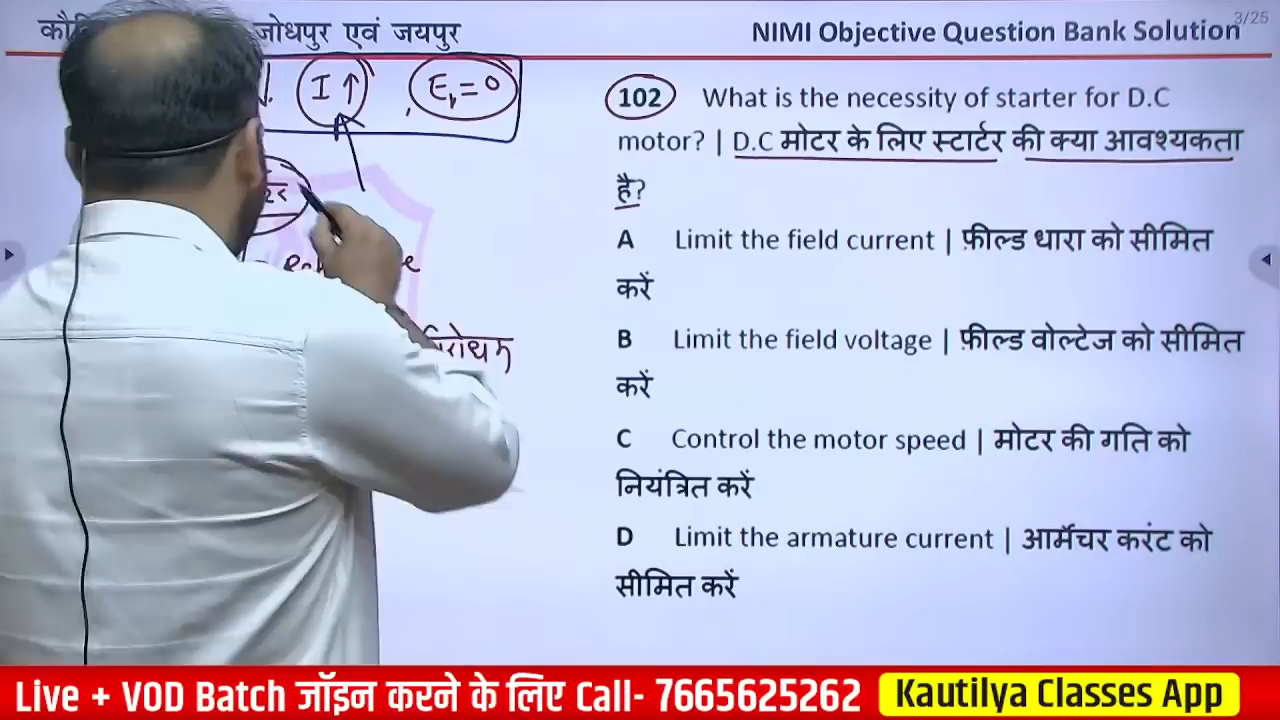 जोधपुर एवं जयपुर
NIMI Objective Question Bank Solution
3/25
I ↑
102 What is the necessity of starter for D.C
motor? | D.C मोटर के लिए स्टार्टर की क्या आवश्यकता
है?
A Limit the field current | फ़ील्ड धारा को सीमित
करें
B Limit the field voltage | फ़ील्ड वोल्टेज को सीमित
करें
C Control the motor speed | मोटर की गति को
नियंत्रित करें
D Limit the armature current | आर्मेचर करंट को
सीमित करें
Live + VOD Batch जॉइन करने के लिए Call- 7665625262 Kautilya Classes App